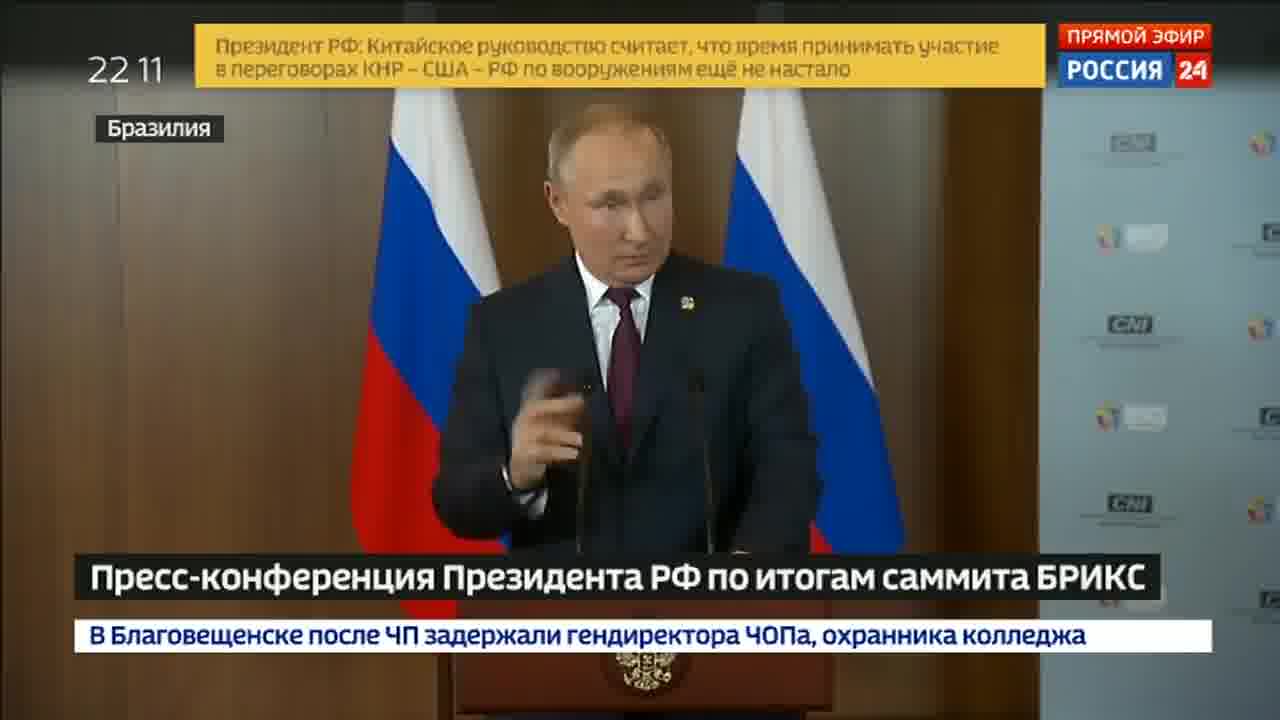 22 11
Президент РФ: Китайское руководство считает, что время принимать участие
в переговорах КНР – США – РФ по вооружениям ещё не настало
ПРЯМОЙ ЭФИР
РОССИЯ 24
Бразилия
CNI
CNI
CNI
Пресс-конференция Президента РФ по итогам саммита БРИКС
В Благовещенске после ЧП задержали гендиректора ЧОПа, охранника колледжа